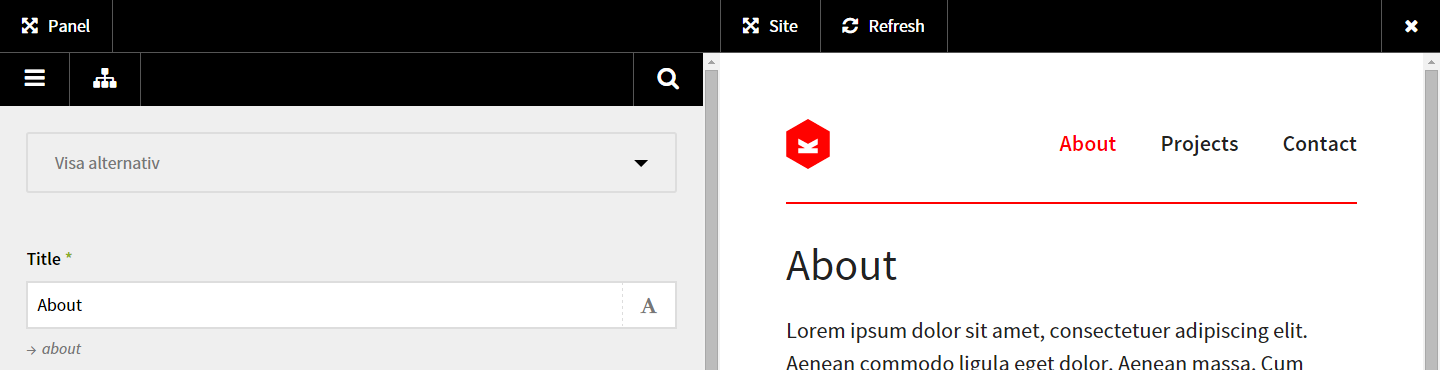 Panel
Site
Refresh
Visa alternativ
Title *
About
A
→ about
About
Projects
Contact
About
Lorem ipsum dolor sit amet, consectetuer adipiscing elit.
Aenean commodo ligula eget dolor. Aenean massa. Cum